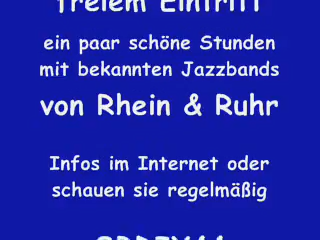 freiem Eintritt
ein paar schöne Stunden
mit bekannten Jazzbands
von Rhein & Ruhr
Infos im Internet oder
schauen sie regelmäßig